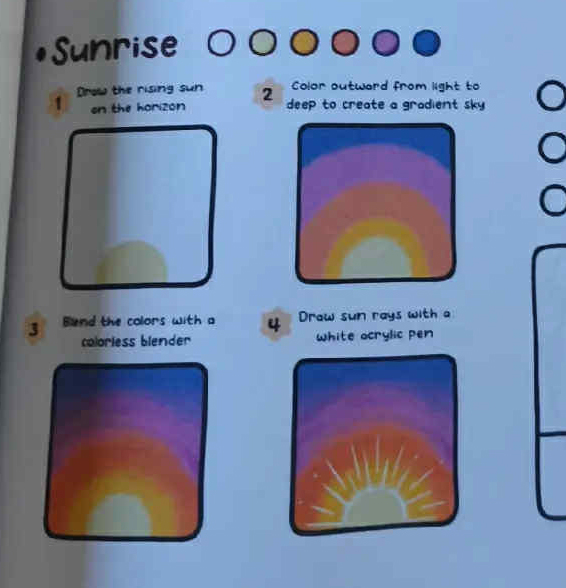 • Sunrise
1
Draw the rising sun
on the horizon
2
Color outward from light to
deep to create a gradient sky
3
Blend the colors with a
colorless blender
4
Draw sun rays with a
white acrylic pen